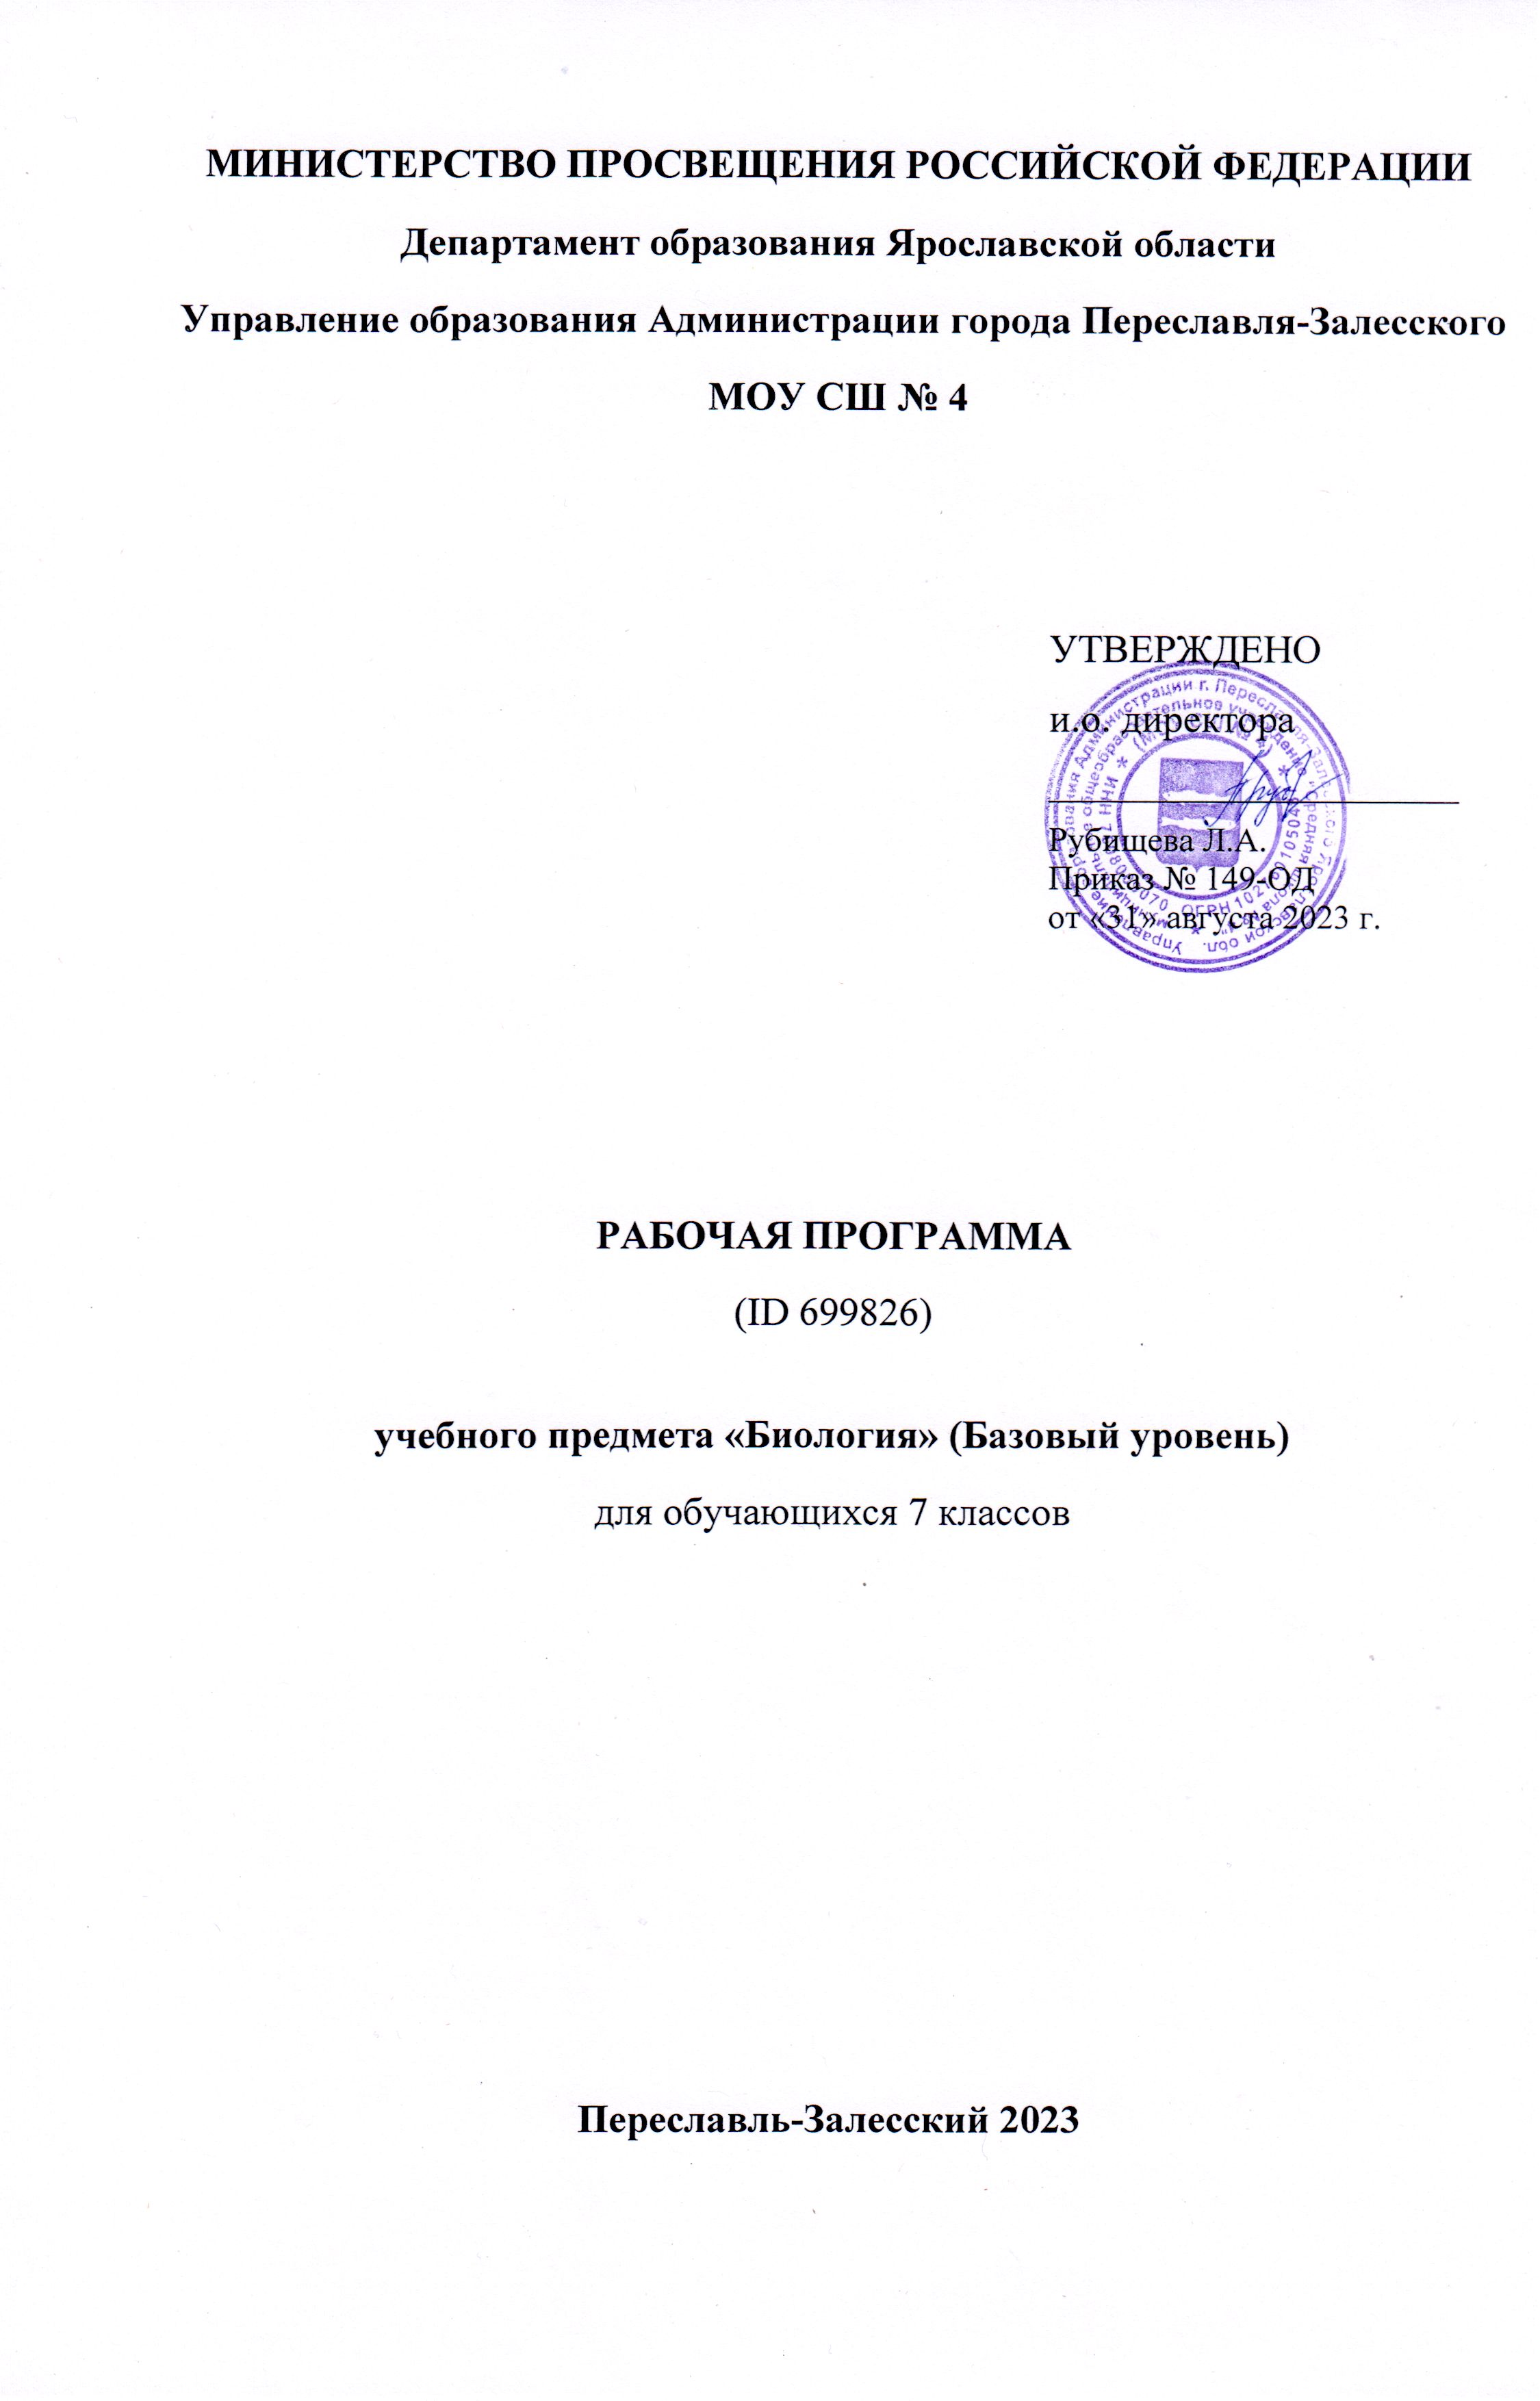 МИНИСТЕРСТВО ПРОСВЕЩЕНИЯ РОССИЙСКОЙ ФЕДЕРАЦИИ
Департамент образования Ярославской области
Управление образования Администрации города Переславля-Залесского
МОУ СШ № 4
УТВЕРЖДЕНО
и.о. директора
Рубищева Л.А.
Приказ № 149-ОД
от «31» августа 2023 г.
РАБОЧАЯ ПРОГРАММА
(ID 699826)
учебного предмета «Биология» (Базовый уровень)
для обучающихся 7 классов
Переславль-Залесский 2023